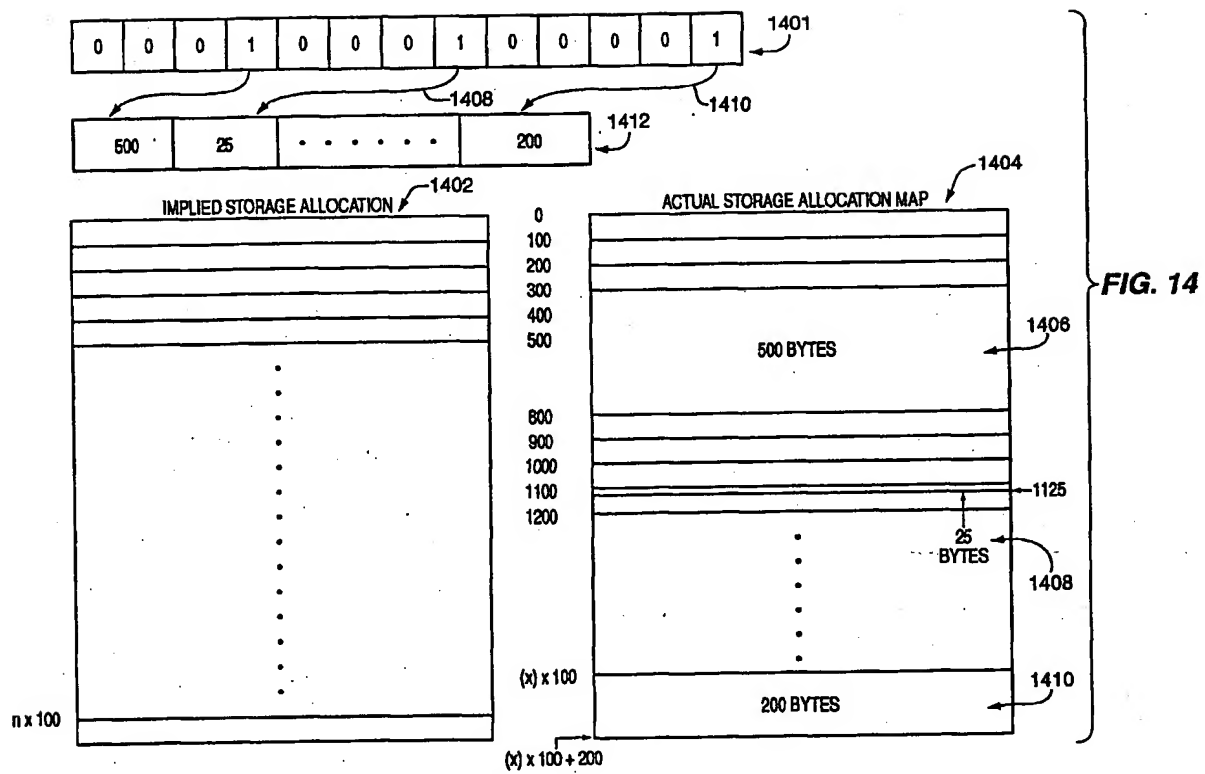 0 0 0 1 0 0 0 1 0 0 0 0 1
1401
1408
1410
500 25 200
1412
1402
IMPLIED STORAGE ALLOCATION
1404
ACTUAL STORAGE ALLOCATION MAP
0
100
200
300
400
500
FIG. 14
500 BYTES
1406
800
900
1000
1100
1125
1200
25
BYTES
1408
(x) x 100
200 BYTES
1410
n x 100
(x) x 100 + 200